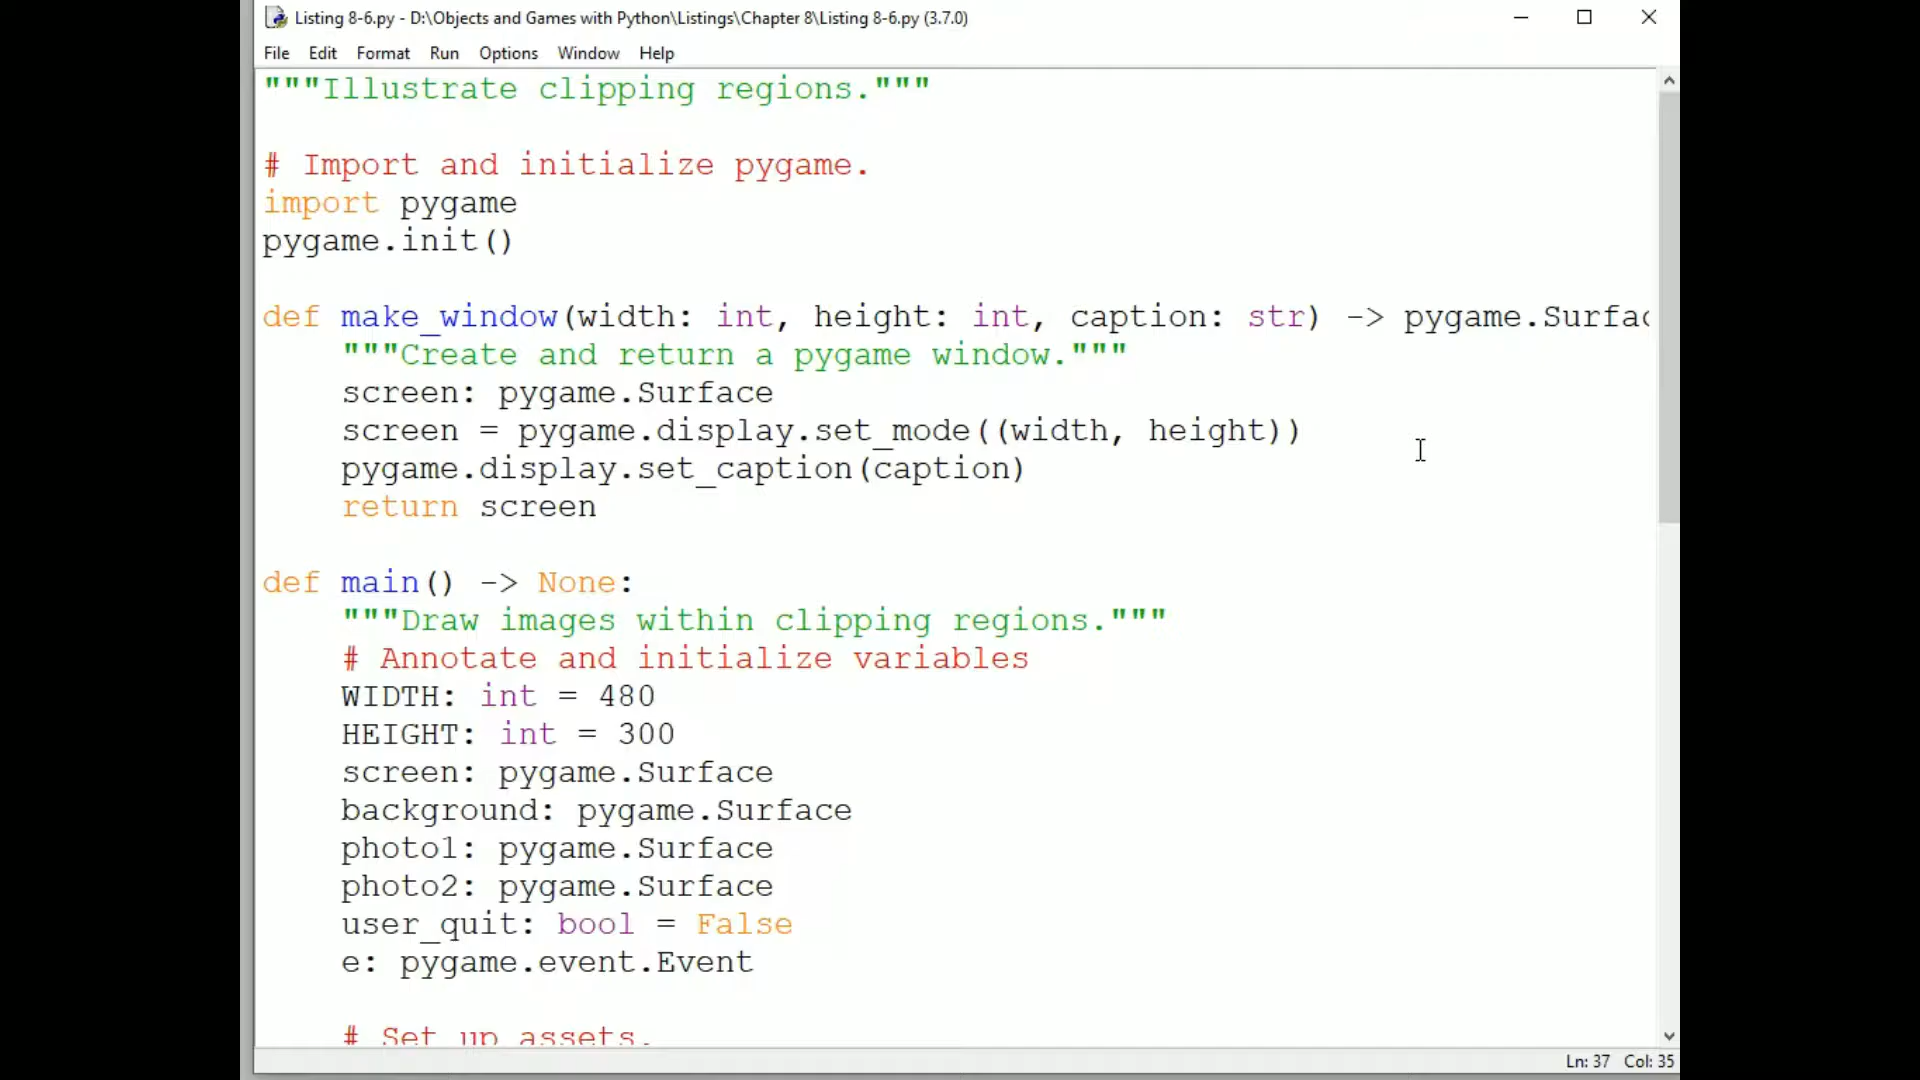 Listing 8-6.py - D:\Objects and Games with Python\Listings\Chapter 8\Listing 8-6.py (3.7.0)
File Edit Format Run Options Window Help
"""Illustrate clipping regions."""
# Import and initialize pygame.
import pygame
pygame.init()
def make_window(width: int, height: int, caption: str) -> pygame.Surfac
"""Create and return a pygame window."""
screen: pygame.Surface
screen = pygame.display.set_mode((width, height))
pygame.display.set_caption(caption)
return screen
def main() -> None:
"""Draw images within clipping regions."""
# Annotate and initialize variables
WIDTH: int = 480
HEIGHT: int = 300
screen: pygame.Surface
background: pygame.Surface
photo1: pygame.Surface
photo2: pygame.Surface
user_quit: bool = False
e: pygame.event.Event
# Set up assets.
Ln: 37 Col: 35